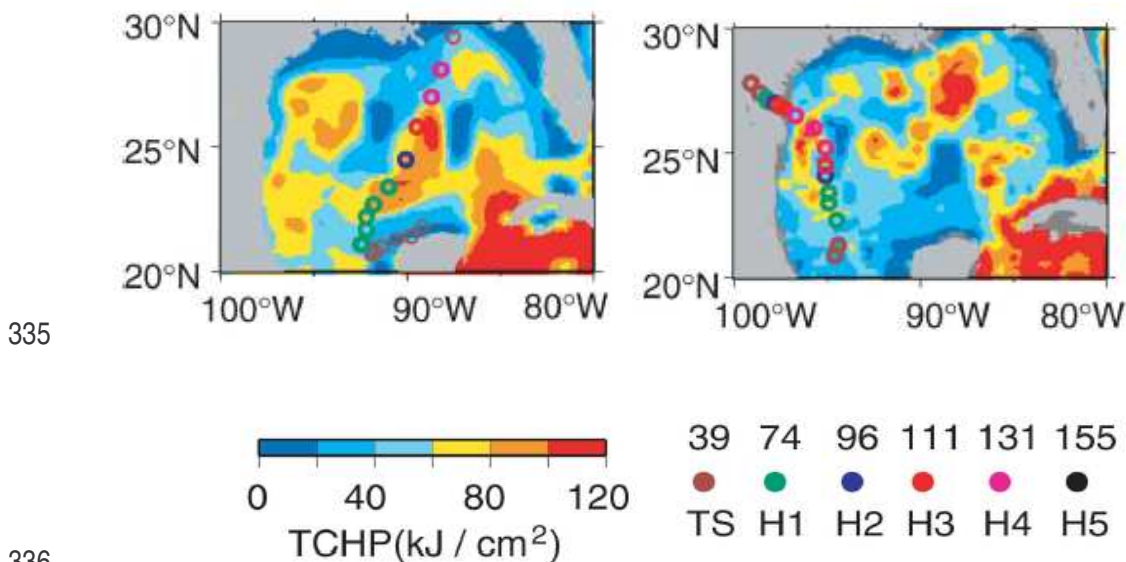 30°N 30°N
25°N 25°N
20°N 20°N
100°W 90°W 80°W 100°W 90°W 80°W
335
39 74 96 111 131 155
0 40 80 120
TS H1 H2 H3 H4 H5
TCHP(kJ / cm²)
336